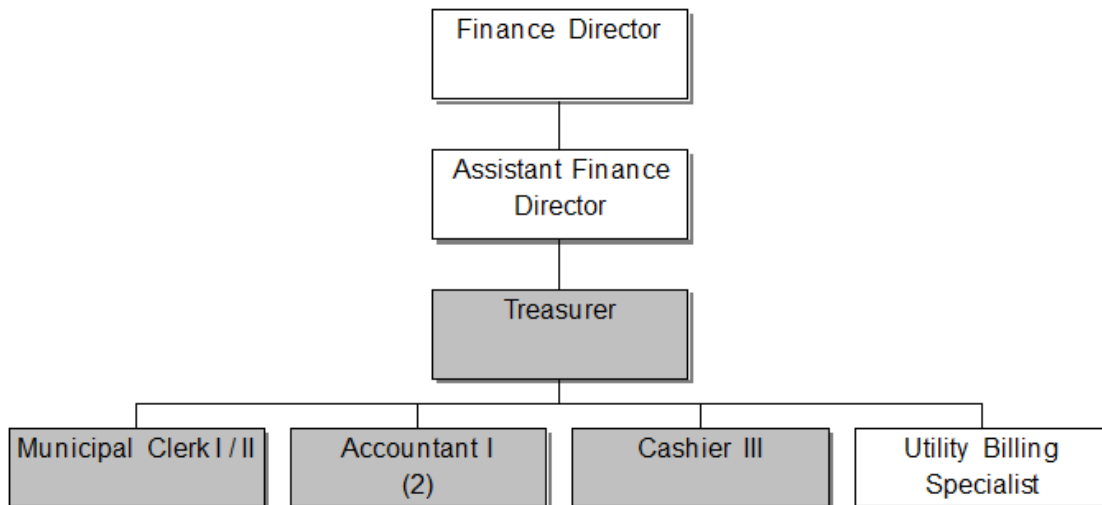 Finance Director
Assistant Finance
Director
Treasurer
Municipal Clerk I / II
Accountant I
(2)
Cashier III
Utility Billing
Specialist